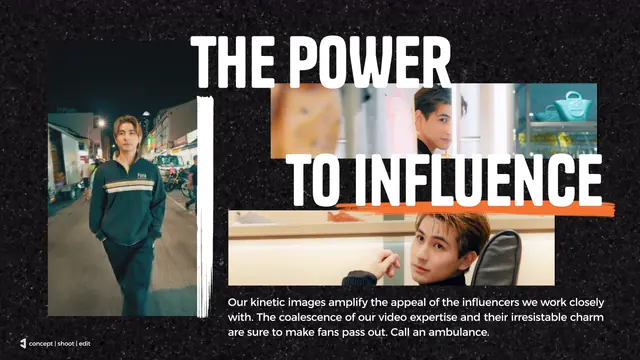 THE POWER
TO INFLUENCE
Our kinetic images amplify the appeal of the influencers we work closely
with. The coalescence of our video expertise and their irresistable charm
are sure to make fans pass out. Call an ambulance.
concept | shoot | edit